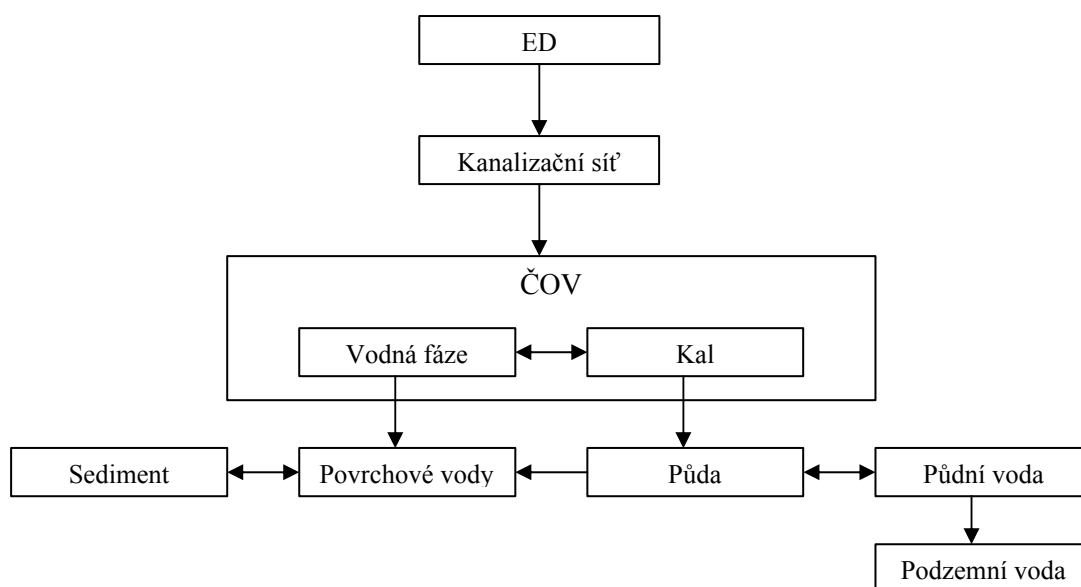 ED
Kanalizační síť
ČOV
Vodná fáze
Kal
Sediment
Povrchové vody
Půda
Půdní voda
Podzemní voda